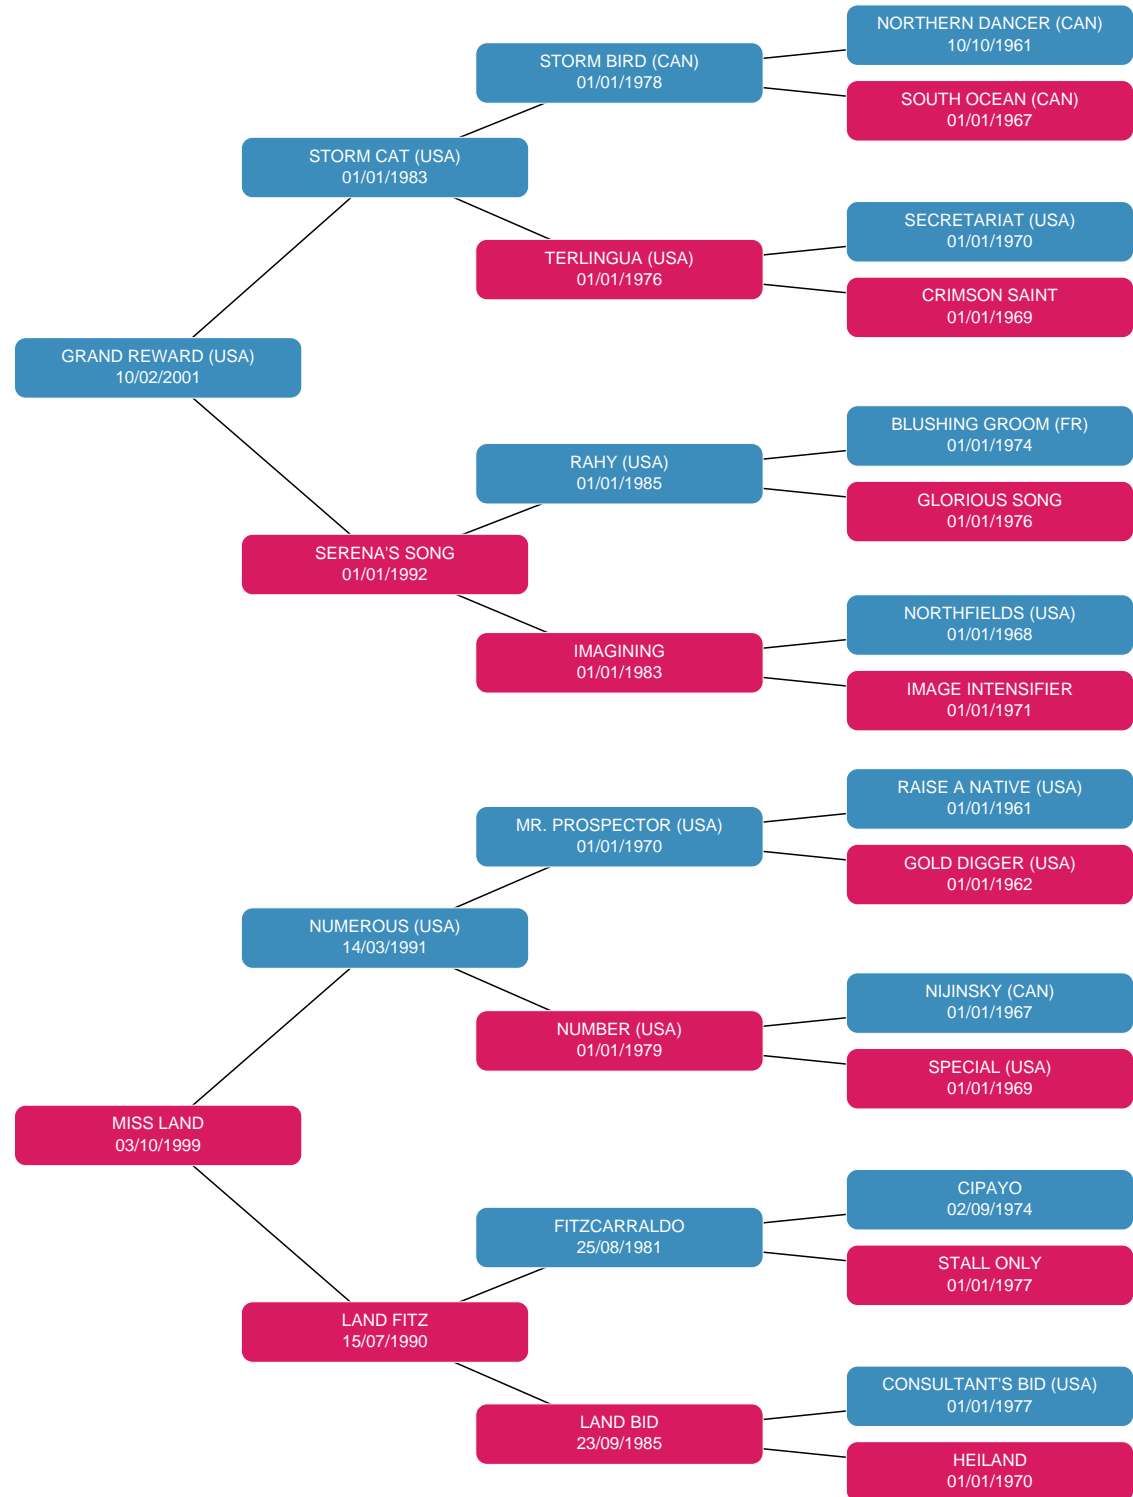 NORTHERN DANCER (CAN)
10/10/1961
STORM BIRD (CAN)
01/01/1978
SOUTH OCEAN (CAN)
01/01/1967
STORM CAT (USA)
01/01/1983
SECRETARIAT (USA)
01/01/1970
TERLINGUA (USA)
01/01/1976
CRIMSON SAINT
01/01/1969
GRAND REWARD (USA)
10/02/2001
BLUSHING GROOM (FR)
01/01/1974
RAHY (USA)
01/01/1985
GLORIOUS SONG
01/01/1976
SERENA'S SONG
01/01/1992
NORTHFIELDS (USA)
01/01/1968
IMAGINING
01/01/1983
IMAGE INTENSIFIER
01/01/1971
RAISE A NATIVE (USA)
01/01/1961
MR. PROSPECTOR (USA)
01/01/1970
GOLD DIGGER (USA)
01/01/1962
NUMEROUS (USA)
14/03/1991
NIJINSKY (CAN)
01/01/1967
NUMBER (USA)
01/01/1979
SPECIAL (USA)
01/01/1969
MISS LAND
03/10/1999
CIPAYO
02/09/1974
FITZCARRALDO
25/08/1981
STALL ONLY
01/01/1977
LAND FITZ
15/07/1990
CONSULTANT'S BID (USA)
01/01/1977
LAND BID
23/09/1985
HEILAND
01/01/1970